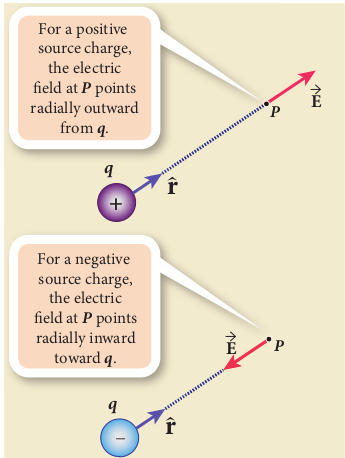 For a positive
source charge,
the electric
field at P points
radially outward
from q.
E
P
q
r̂
+
For a negative
source charge,
the electric
field at P points
radially inward
toward q.
E
P
q
r̂
−